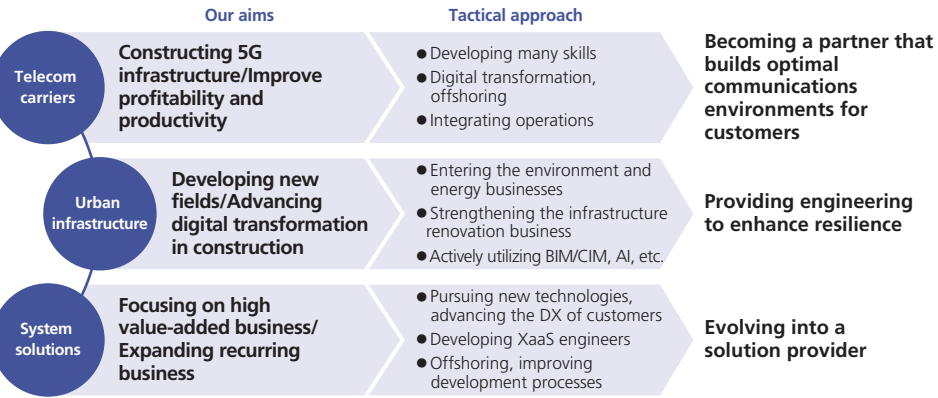 Our aims
Tactical approach
Telecom
carriers
Constructing 5G
infrastructure/Improve
profitability and
productivity
● Developing many skills
● Digital transformation,
offshoring
● Integrating operations
Becoming a partner that
builds optimal
communications
environments for
customers
Urban
infrastructure
Developing new
fields/Advancing
digital transformation
in construction
● Entering the environment and
energy businesses
● Strengthening the infrastructure
renovation business
● Actively utilizing BIM/CIM, AI, etc.
Providing engineering
to enhance resilience
System
solutions
Focusing on high
value-added business/
Expanding recurring
business
● Pursuing new technologies,
advancing the DX of customers
● Developing XaaS engineers
● Offshoring, improving
development processes
Evolving into a
solution provider